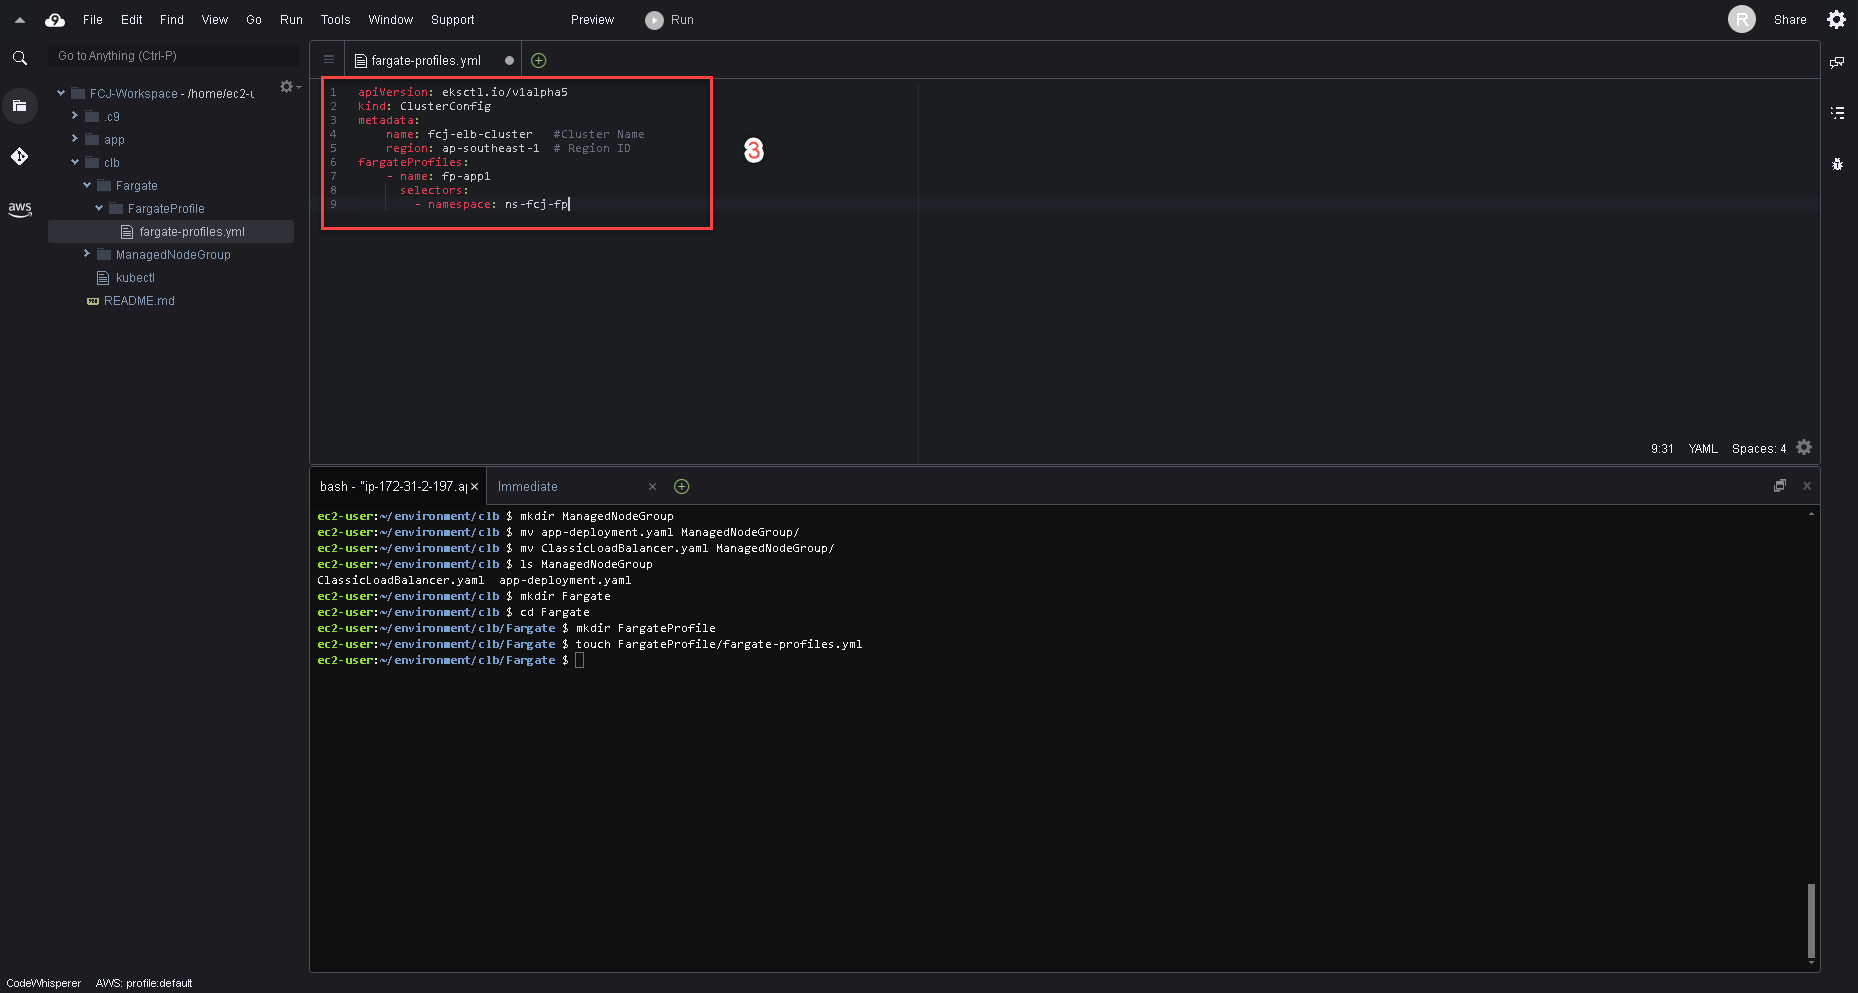 File Edit Find View Go Run Tools Window Support Preview Run R Share
Go to Anything (Ctrl-P)
FCJ-Workspace - /home/ec2-u
.c9
app
clb
Fargate
FargateProfile
fargate-profiles.yml
ManagedNodeGroup
kubectl
README.md
aws
fargate-profiles.yml
1 apiVersion: eksctl.io/v1alpha5
2 kind: ClusterConfig
3 metadata:
4 name: fcj-elb-cluster #Cluster Name
5 region: ap-southeast-1 # Region ID
6 fargateProfiles:
7 - name: fp-app1
8 selectors:
9 - namespace: ns-fcj-fp
3
9:31 YAML Spaces: 4
bash - "ip-172-31-2-197.ap Immediate
ec2-user:~/environment/clb $ mkdir ManagedNodeGroup
ec2-user:~/environment/clb $ mv app-deployment.yaml ManagedNodeGroup/
ec2-user:~/environment/clb $ mv ClassicLoadBalancer.yaml ManagedNodeGroup/
ec2-user:~/environment/clb $ ls ManagedNodeGroup
ClassicLoadBalancer.yaml app-deployment.yaml
ec2-user:~/environment/clb $ mkdir Fargate
ec2-user:~/environment/clb $ cd Fargate
ec2-user:~/environment/clb/Fargate $ mkdir FargateProfile
ec2-user:~/environment/clb/Fargate $ touch FargateProfile/fargate-profiles.yml
ec2-user:~/environment/clb/Fargate $
CodeWhisperer AWS: profile:default